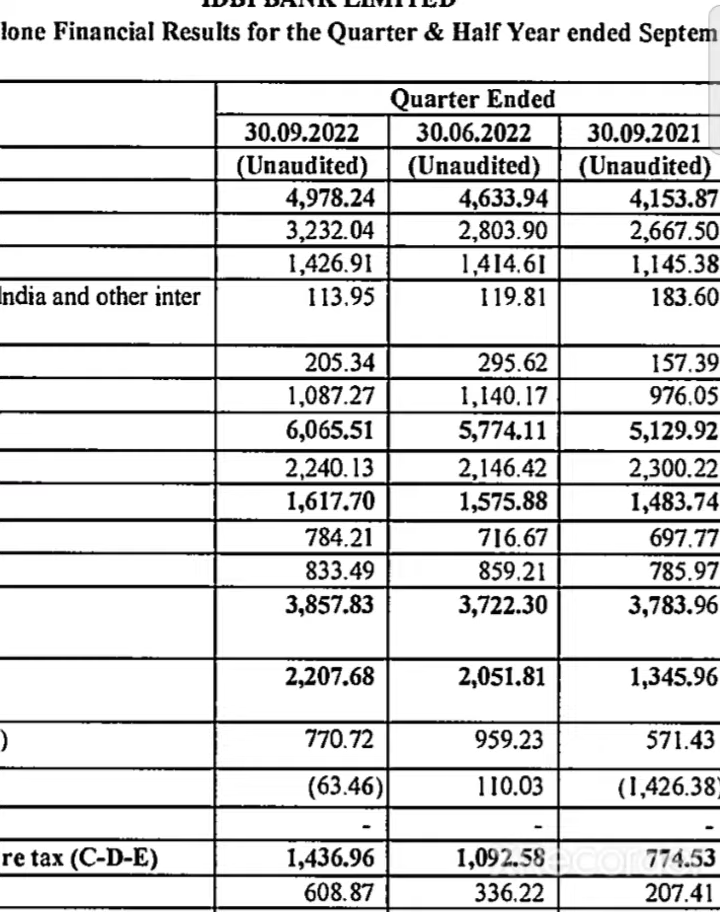 IDBI BANK LIMITED
lone Financial Results for the Quarter & Half Year ended Septem
Quarter Ended
30.09.2022 30.06.2022 30.09.2021
(Unaudited) (Unaudited) (Unaudited)
4,978.24 4,633.94 4,153.87
3,232.04 2,803.90 2,667.50
1,426.91 1,414.61 1,145.38
India and other inter 113.95 119.81 183.60
205.34 295.62 157.39
1,087.27 1,140.17 976.05
6,065.51 5,774.11 5,129.92
2,240.13 2,146.42 2,300.22
1,617.70 1,575.88 1,483.74
784.21 716.67 697.77
833.49 859.21 785.97
3,857.83 3,722.30 3,783.96
2,207.68 2,051.81 1,345.96
) 770.72 959.23 571.43
(63.46) 110.03 (1,426.38)
- - -
re tax (C-D-E) 1,436.96 1,092.58 774.53
608.87 336.22 207.41